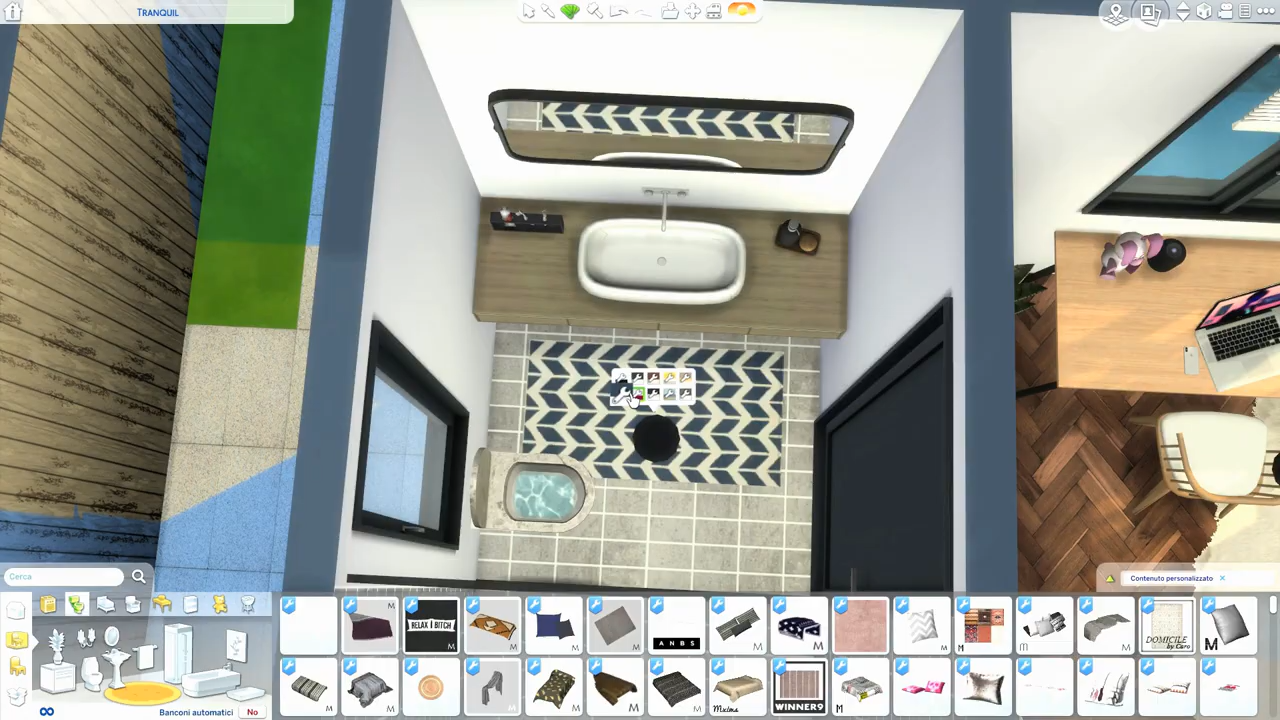 TRANQUIL
Contenuto personalizzato
Cerca
RELAX I BITCH
ANBS
DOMICILE
by Caro
M
Mxims
WINNER9
Banconi automatici
No